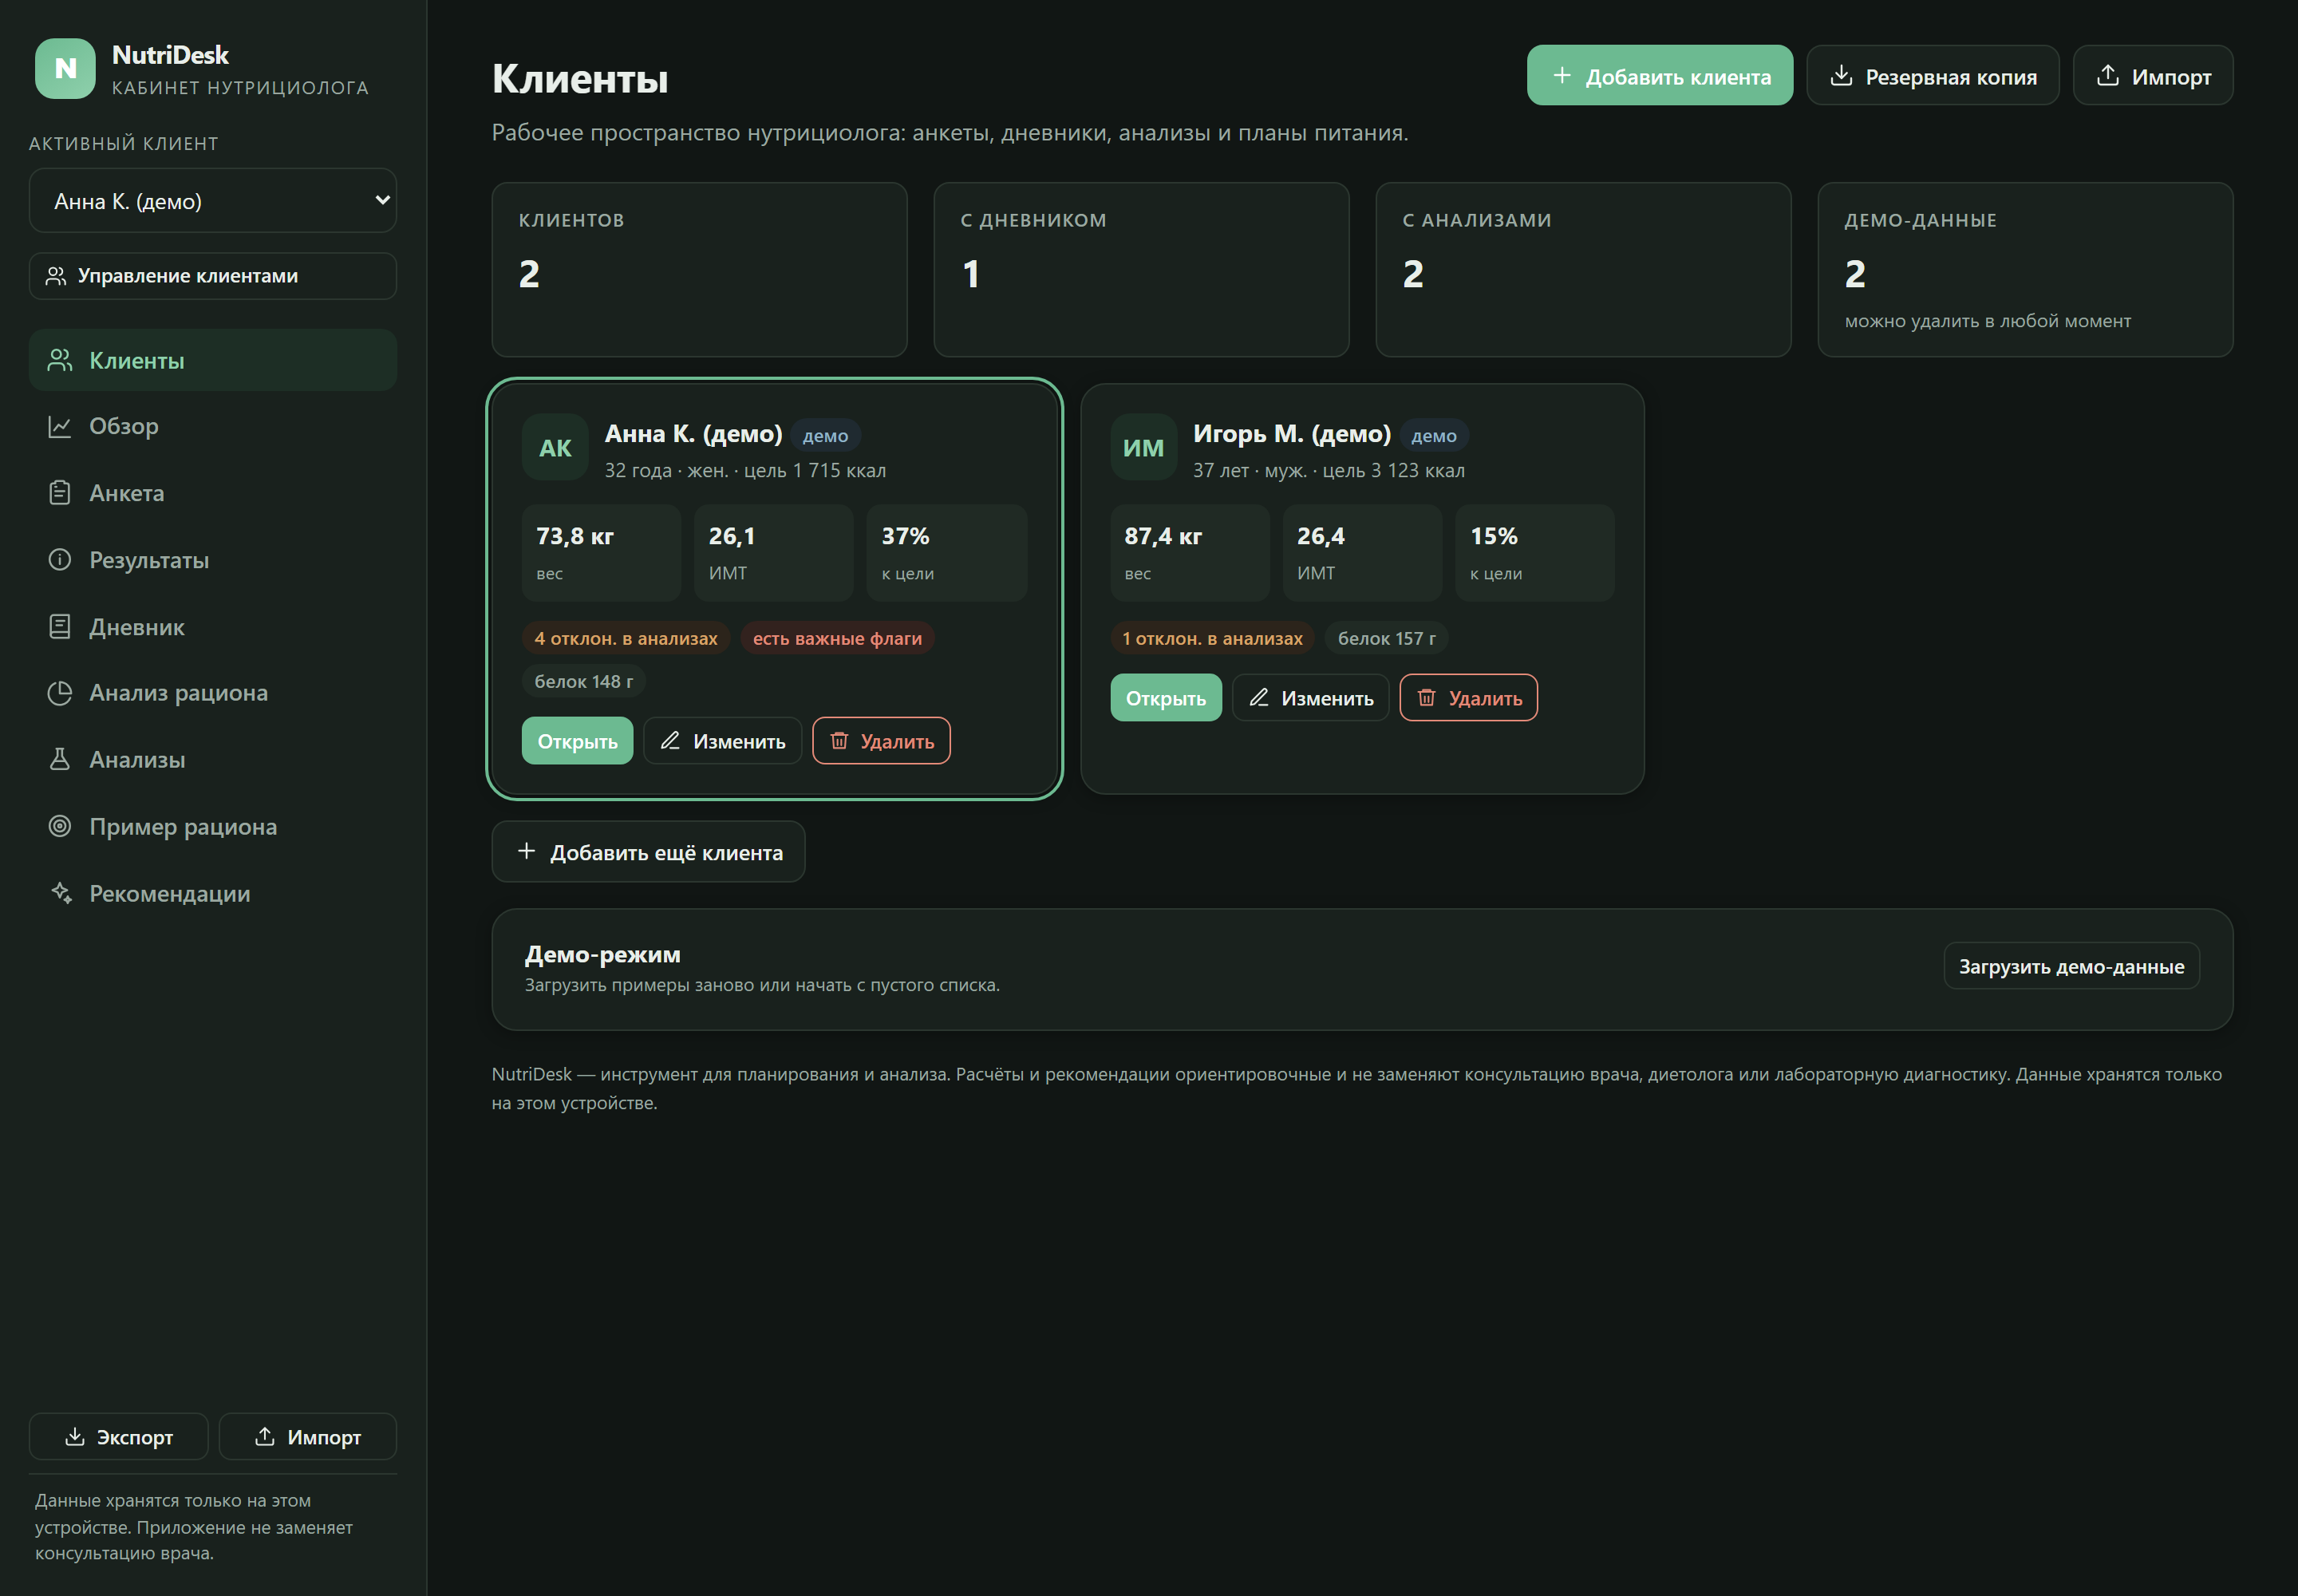 N
NutriDesk
КАБИНЕТ НУТРИЦИОЛОГА
АКТИВНЫЙ КЛИЕНТ
Анна К. (демо)
Управление клиентами
Клиенты
Обзор
Анкета
Результаты
Дневник
Анализ рациона
Анализы
Пример рациона
Рекомендации
Экспорт
Импорт
Данные хранятся только на этом
устройстве. Приложение не заменяет
консультацию врача.
Клиенты
Добавить клиента
Резервная копия
Импорт
Рабочее пространство нутрициолога: анкеты, дневники, анализы и планы питания.
КЛИЕНТОВ
2
С ДНЕВНИКОМ
1
С АНАЛИЗАМИ
2
ДЕМО-ДАННЫЕ
2
можно удалить в любой момент
АК
Анна К. (демо) демо
32 года · жен. · цель 1 715 ккал
73,8 кг
вес
26,1
ИМТ
37%
к цели
4 отклон. в анализах
есть важные флаги
белок 148 г
Открыть
Изменить
Удалить
ИМ
Игорь М. (демо) демо
37 лет · муж. · цель 3 123 ккал
87,4 кг
вес
26,4
ИМТ
15%
к цели
1 отклон. в анализах
белок 157 г
Открыть
Изменить
Удалить
Добавить ещё клиента
Демо-режим
Загрузить примеры заново или начать с пустого списка.
Загрузить демо-данные
NutriDesk — инструмент для планирования и анализа. Расчёты и рекомендации ориентировочные и не заменяют консультацию врача, диетолога или лабораторную диагностику. Данные хранятся только
на этом устройстве.